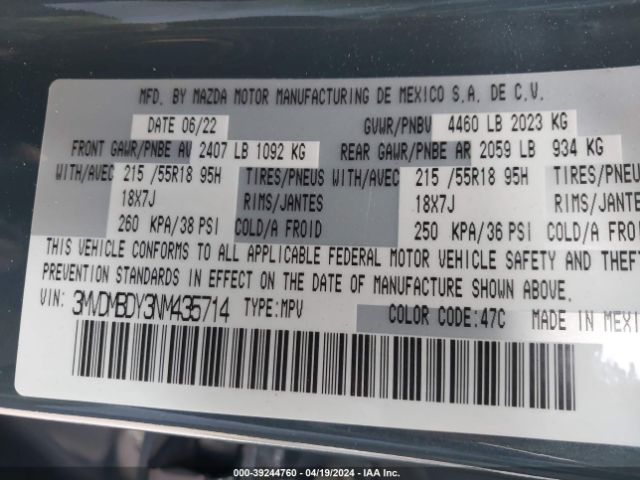 MFD. BY MAZDA MOTOR MANUFACTURING DE MEXICO S.A. DE C.V.
DATE 06/22 GVWR/PNBV 4460 LB 2023 KG
FRONT GAWR/PNBE AV 2407 LB 1092 KG REAR GAWR/PNBE AR 2059 LB 934 KG
WITH/AVEC 215 /55R18 95H TIRES/PNEUS WITH/AVEC 215 /55R18 95H TIRES/PNEUS
18X7J RIMS/JANTES 18X7J RIMS/JANTES
260 KPA/38 PSI COLD/A FROID 250 KPA/36 PSI COLD/A FROID
THIS VEHICLE CONFORMS TO ALL APPLICABLE FEDERAL MOTOR VEHICLE SAFETY AND THEFT
PREVENTION STANDARDS IN EFFECT ON THE DATE OF MANUFACTURE SHOWN ABOVE.
VIN: 3MVDMBDY3NM435714 TYPE:MPV COLOR CODE:47C MADE IN MEXI
000-39244760 - 04/19/2024 - IAA Inc.